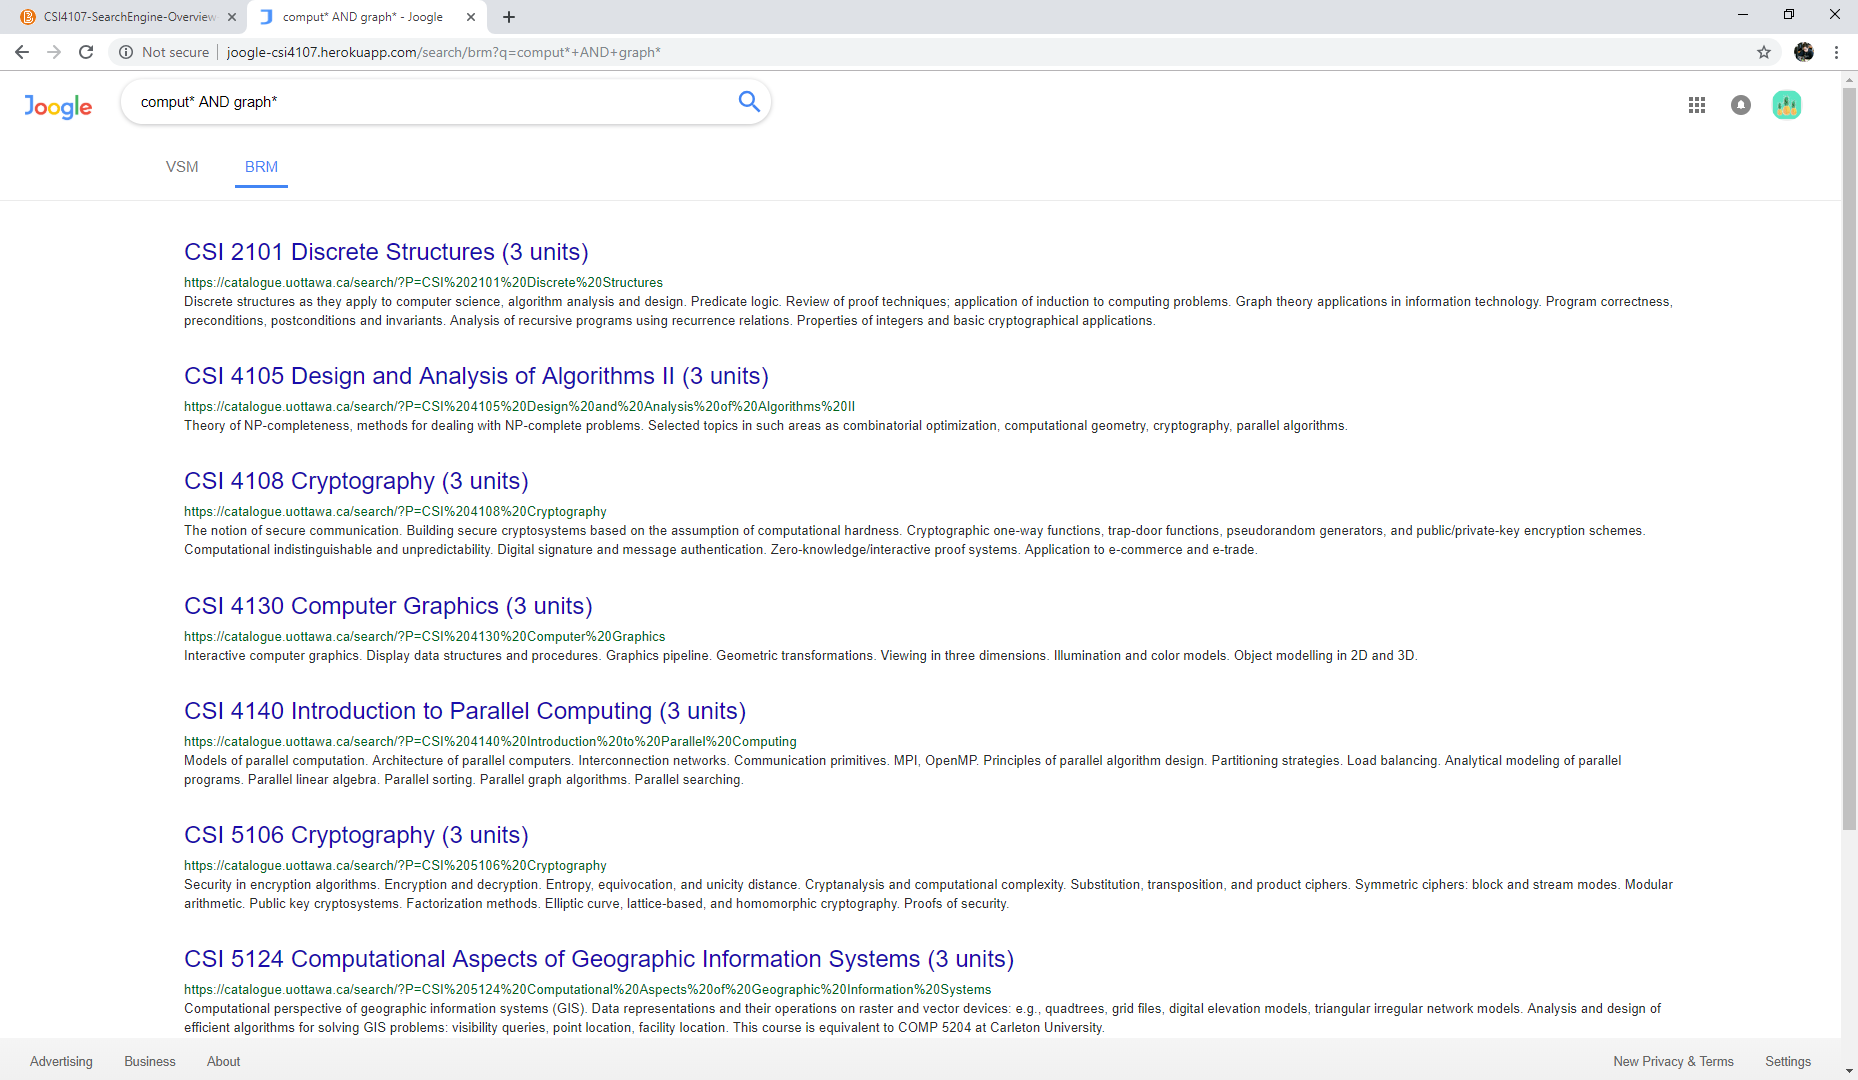 CSI4107-SearchEngine-Overview
comput* AND graph* - Joogle
Not secure
joogle-csi4107.herokuapp.com/search/brm?q=comput*+AND+graph*
Joogle
comput* AND graph*
VSM
BRM
CSI 2101 Discrete Structures (3 units)
https://catalogue.uottawa.ca/search/?P=CSI%202101%20Discrete%20Structures
Discrete structures as they apply to computer science, algorithm analysis and design. Predicate logic. Review of proof techniques; application of induction to computing problems. Graph theory applications in information technology. Program correctness,
preconditions, postconditions and invariants. Analysis of recursive programs using recurrence relations. Properties of integers and basic cryptographical applications.
CSI 4105 Design and Analysis of Algorithms II (3 units)
https://catalogue.uottawa.ca/search/?P=CSI%204105%20Design%20and%20Analysis%20of%20Algorithms%20II
Theory of NP-completeness, methods for dealing with NP-complete problems. Selected topics in such areas as combinatorial optimization, computational geometry, cryptography, parallel algorithms.
CSI 4108 Cryptography (3 units)
https://catalogue.uottawa.ca/search/?P=CSI%204108%20Cryptography
The notion of secure communication. Building secure cryptosystems based on the assumption of computational hardness. Cryptographic one-way functions, trap-door functions, pseudorandom generators, and public/private-key encryption schemes.
Computational indistinguishable and unpredictability. Digital signature and message authentication. Zero-knowledge/interactive proof systems. Application to e-commerce and e-trade.
CSI 4130 Computer Graphics (3 units)
https://catalogue.uottawa.ca/search/?P=CSI%204130%20Computer%20Graphics
Interactive computer graphics. Display data structures and procedures. Graphics pipeline. Geometric transformations. Viewing in three dimensions. Illumination and color models. Object modelling in 2D and 3D.
CSI 4140 Introduction to Parallel Computing (3 units)
https://catalogue.uottawa.ca/search/?P=CSI%204140%20Introduction%20to%20Parallel%20Computing
Models of parallel computation. Architecture of parallel computers. Interconnection networks. Communication primitives. MPI, OpenMP. Principles of parallel algorithm design. Partitioning strategies. Load balancing. Analytical modeling of parallel
programs. Parallel linear algebra. Parallel sorting. Parallel graph algorithms. Parallel searching.
CSI 5106 Cryptography (3 units)
https://catalogue.uottawa.ca/search/?P=CSI%205106%20Cryptography
Security in encryption algorithms. Encryption and decryption. Entropy, equivocation, and unicity distance. Cryptanalysis and computational complexity. Substitution, transposition, and product ciphers. Symmetric ciphers: block and stream modes. Modular
arithmetic. Public key cryptosystems. Factorization methods. Elliptic curve, lattice-based, and homomorphic cryptography. Proofs of security.
CSI 5124 Computational Aspects of Geographic Information Systems (3 units)
https://catalogue.uottawa.ca/search/?P=CSI%205124%20Computational%20Aspects%20of%20Geographic%20Information%20Systems
Computational perspective of geographic information systems (GIS). Data representations and their operations on raster and vector devices: e.g., quadtrees, grid files, digital elevation models, triangular irregular network models. Analysis and design of
efficient algorithms for solving GIS problems: visibility queries, point location, facility location. This course is equivalent to COMP 5204 at Carleton University.
Advertising
Business
About
New Privacy & Terms
Settings